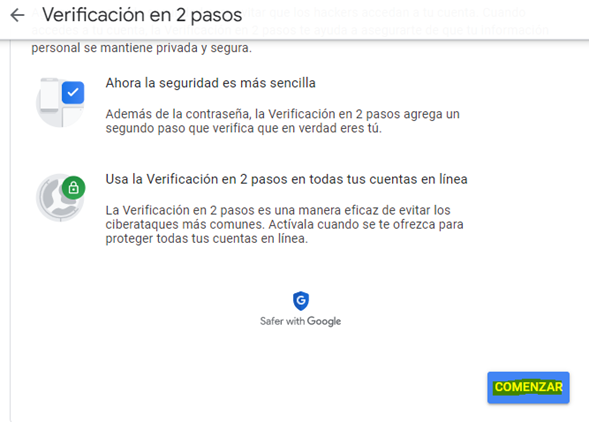 Verificación en 2 pasos
personal se mantiene privada y segura.
Ahora la seguridad es más sencilla
Además de la contraseña, la Verificación en 2 pasos agrega un
segundo paso que verifica que en verdad eres tú.
Usa la Verificación en 2 pasos en todas tus cuentas en línea
La Verificación en 2 pasos es una manera eficaz de evitar los
ciberataques más comunes. Actívala cuando se te ofrezca para
proteger todas tus cuentas en línea.
G
Safer with Google
COMENZAR